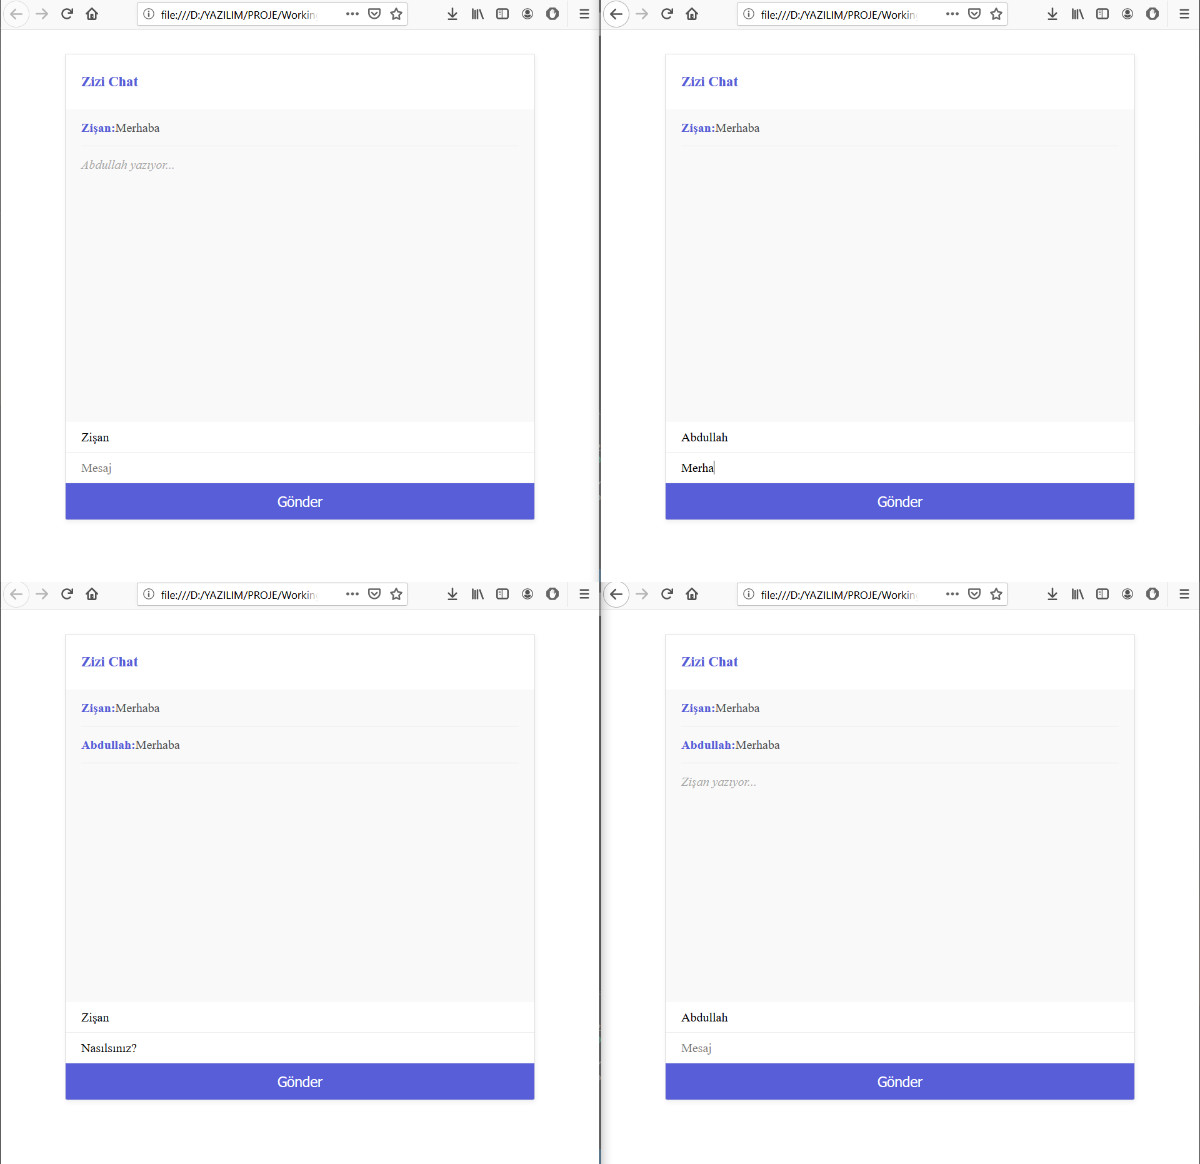 file:///D:/YAZILIM/PROJE/Workin
Zizi Chat
Zişan:Merhaba
Abdullah yazıyor...
Zişan
Mesaj
Gönder
file:///D:/YAZILIM/PROJE/Workin
Zizi Chat
Zişan:Merhaba
Abdullah
Merha
Gönder
file:///D:/YAZILIM/PROJE/Workin
Zizi Chat
Zişan:Merhaba
Abdullah:Merhaba
Zişan
Nasılsınız?
Gönder
file:///D:/YAZILIM/PROJE/Workin
Zizi Chat
Zişan:Merhaba
Abdullah:Merhaba
Zişan yazıyor...
Abdullah
Mesaj
Gönder